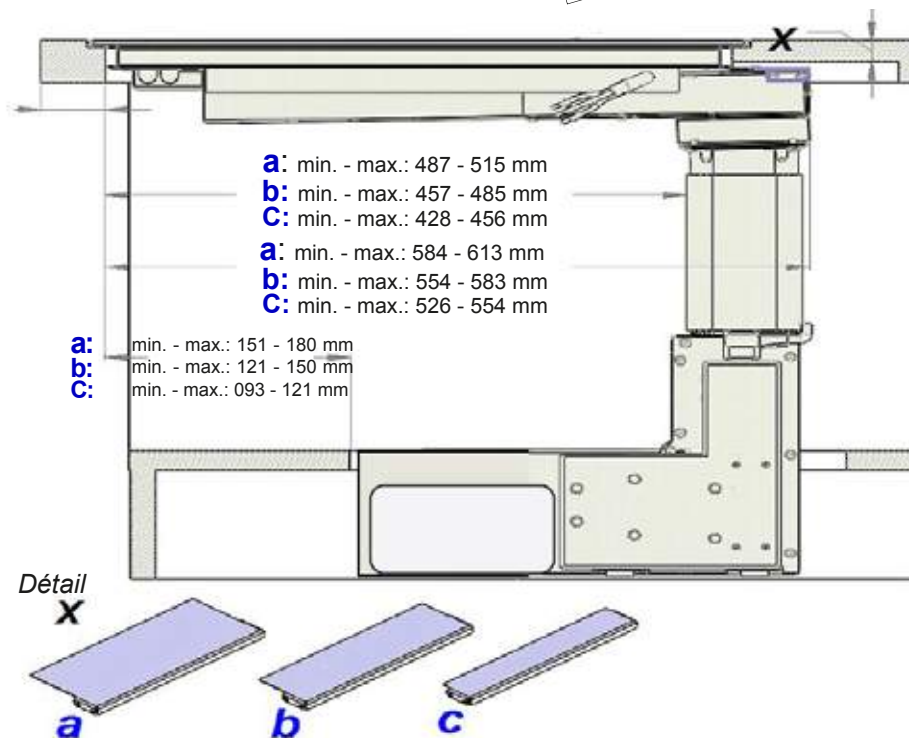 X
a: min. - max.: 487 - 515 mm
b: min. - max.: 457 - 485 mm
C: min. - max.: 428 - 456 mm
a: min. - max.: 584 - 613 mm
b: min. - max.: 554 - 583 mm
C: min. - max.: 526 - 554 mm
a: min. - max.: 151 - 180 mm
b: min. - max.: 121 - 150 mm
C: min. - max.: 093 - 121 mm
Détail
X
a b c